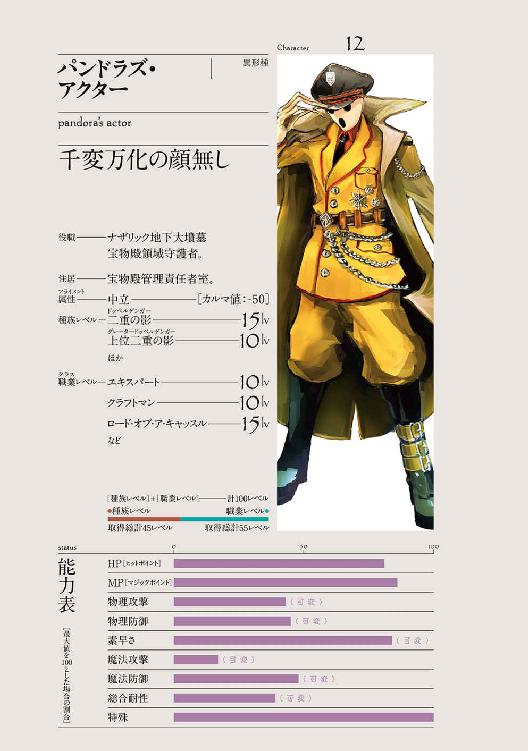 Character 12
パンドラズ・
アクター
異形種
pandora's actor
千変万化の顔無し
役職 ナザリック地下大墳墓
宝物殿領域守護者。
住居 宝物殿管理責任者室。
アライメント
属性 中立 [カルマ値:-50]
ドッペルゲンガー
種族レベル 二重の影 15lv
グレータードッペルゲンガー
上位二重の影 10lv
ほか
クラス
職業レベル エキスパート 10lv
クラフトマン 10lv
ロード・オブ・ア・キャッスル 15lv
など
[種族レベル]+[職業レベル] 計100レベル
●種族レベル 職業レベル●
取得総計45レベル 取得総計55レベル
status 0 50 100
能力表
[最大値を100とした場合の割合]
HP[ヒットポイント]
MP[マジックポイント]
物理攻撃 (可変)
物理防御 (可変)
素早さ (可変)
魔法攻撃 (可変)
魔法防御 (可変)
総合耐性 (可変)
特殊